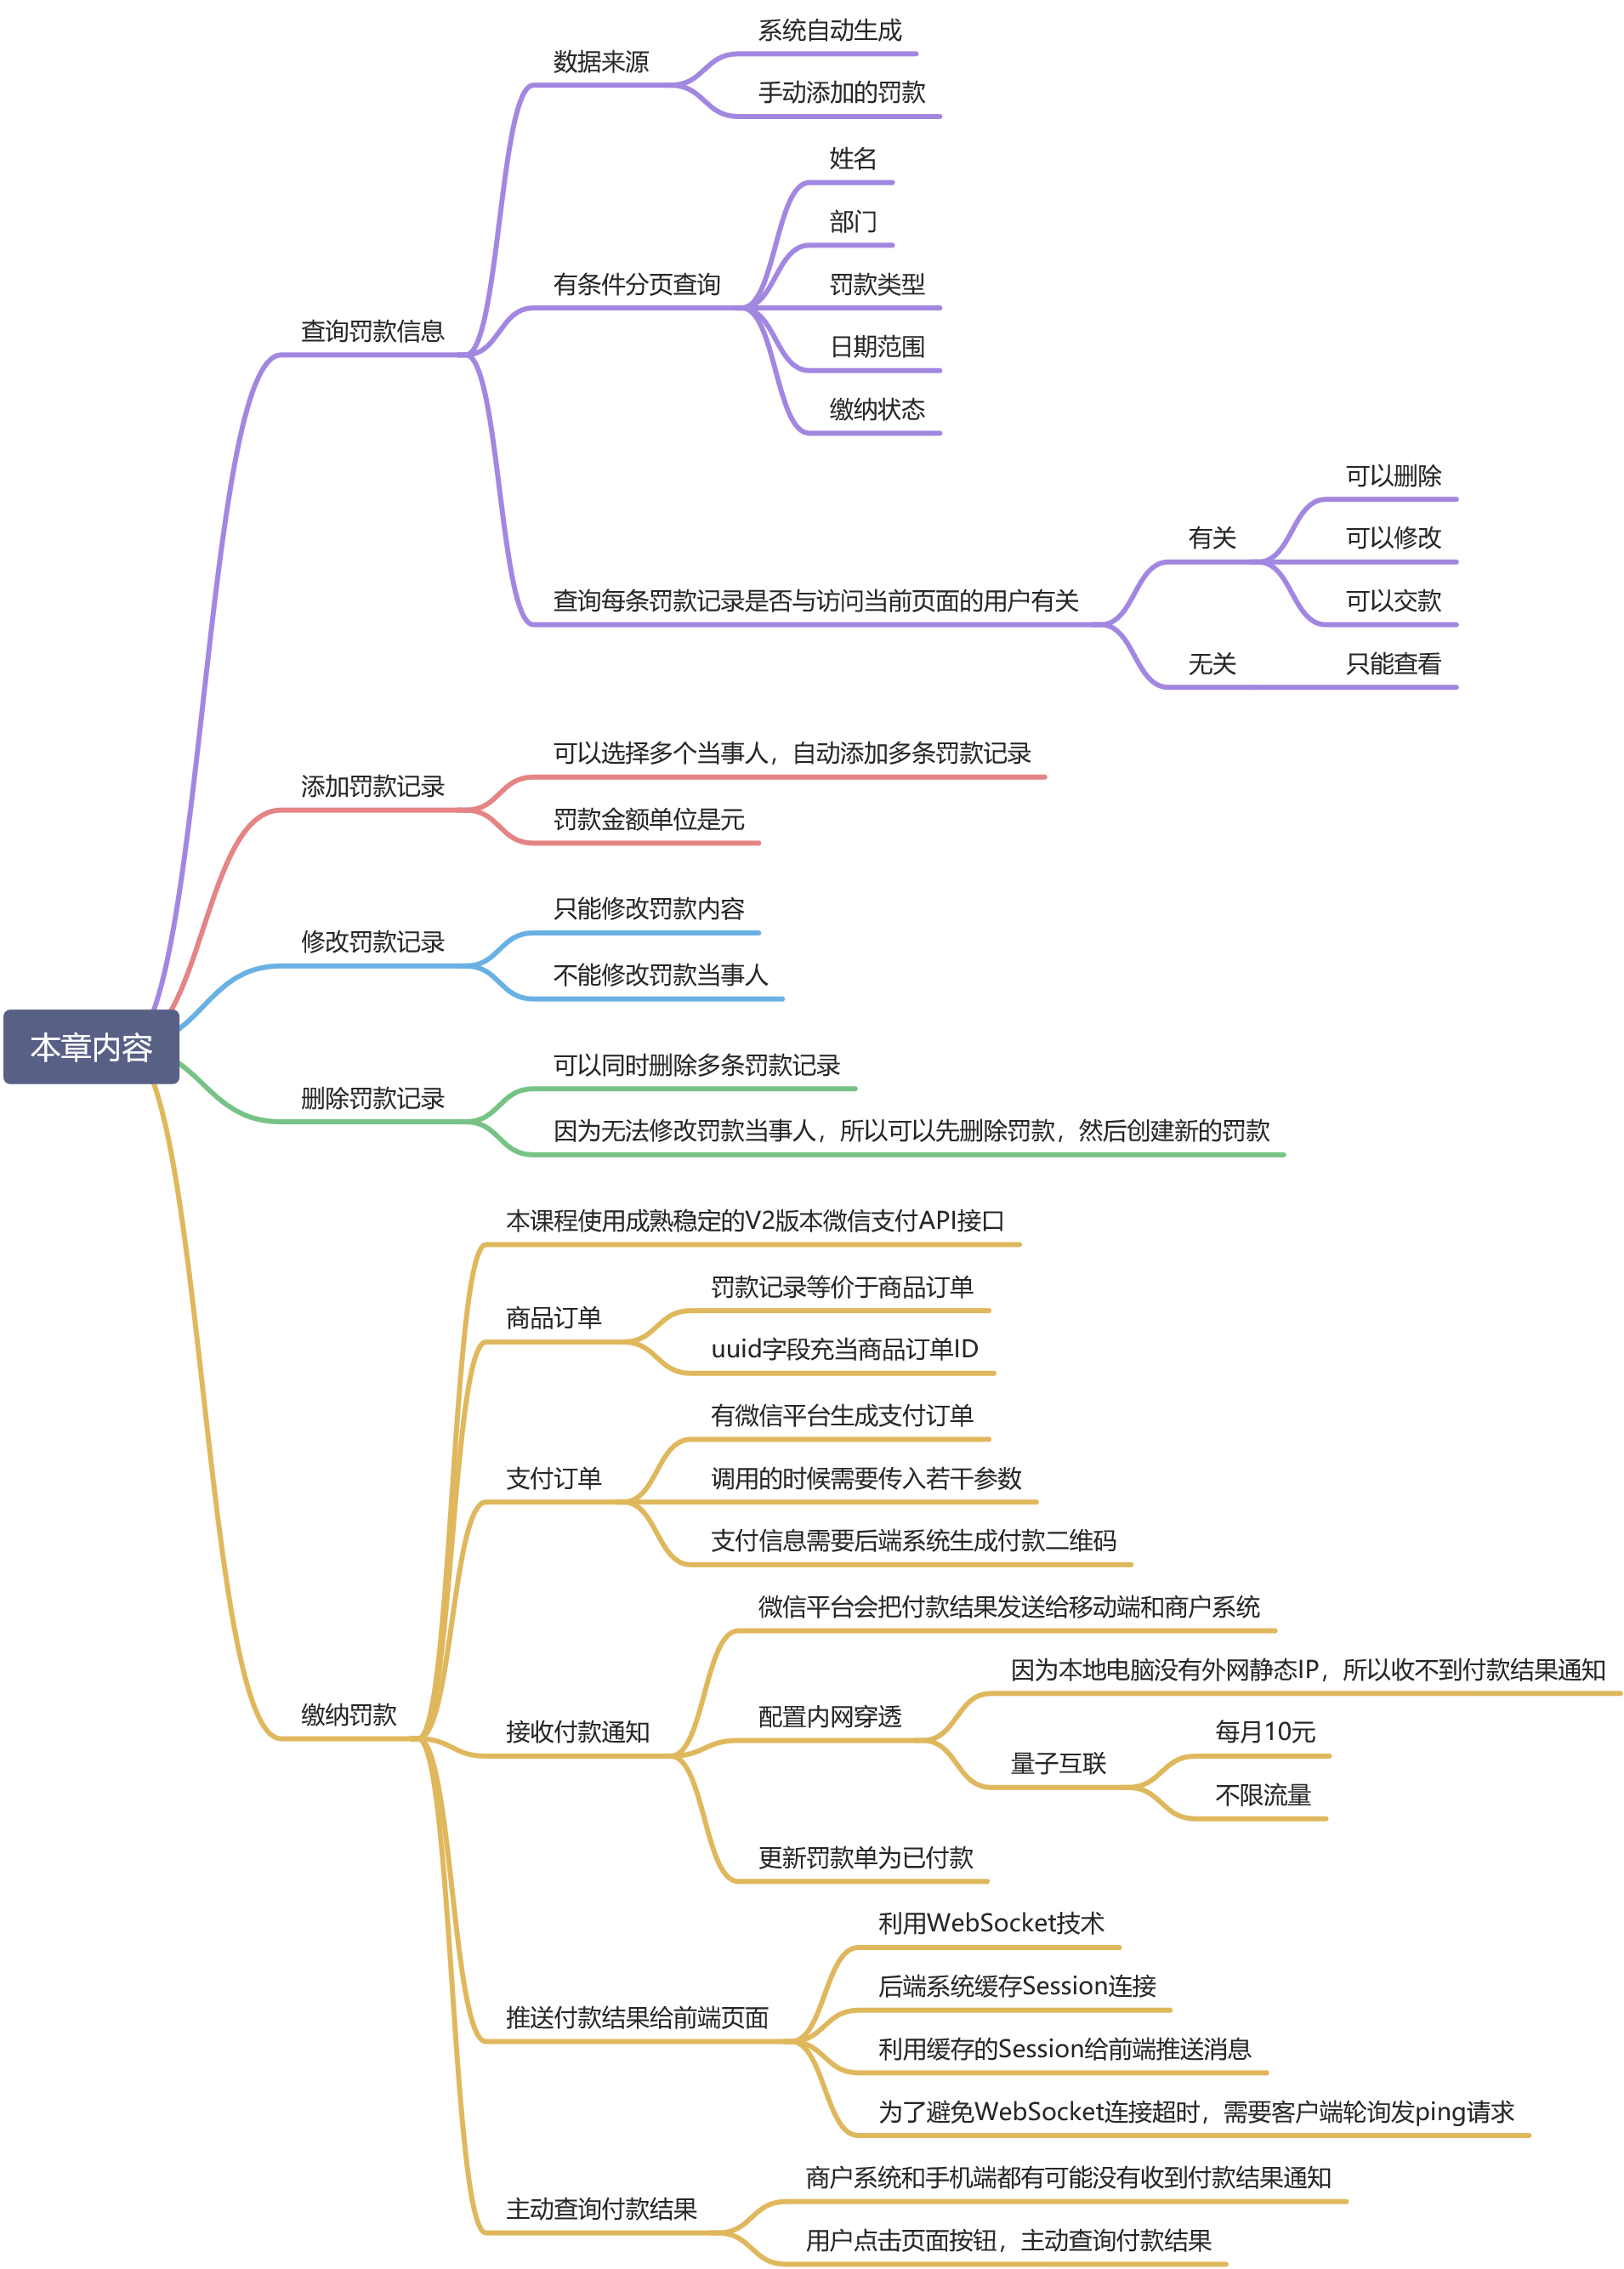 本章内容
查询罚款信息
数据来源
系统自动生成
手动添加的罚款
有条件分页查询
姓名
部门
罚款类型
日期范围
缴纳状态
查询每条罚款记录是否与访问当前页面的用户有关
有关
可以删除
可以修改
可以交款
无关
只能查看
添加罚款记录
可以选择多个当事人，自动添加多条罚款记录
罚款金额单位是元
修改罚款记录
只能修改罚款内容
不能修改罚款当事人
删除罚款记录
可以同时删除多条罚款记录
因为无法修改罚款当事人，所以可以先删除罚款，然后创建新的罚款
缴纳罚款
本课程使用成熟稳定的V2版本微信支付API接口
商品订单
罚款记录等价于商品订单
uuid字段充当商品订单ID
支付订单
有微信平台生成支付订单
调用的时候需要传入若干参数
支付信息需要后端系统生成付款二维码
接收付款通知
微信平台会把付款结果发送给移动端和商户系统
配置内网穿透
因为本地电脑没有外网静态IP，所以收不到付款结果通知
量子互联
每月10元
不限流量
更新罚款单为已付款
推送付款结果给前端页面
利用WebSocket技术
后端系统缓存Session连接
利用缓存的Session给前端推送消息
为了避免WebSocket连接超时，需要客户端轮询发ping请求
主动查询付款结果
商户系统和手机端都有可能没有收到付款结果通知
用户点击页面按钮，主动查询付款结果